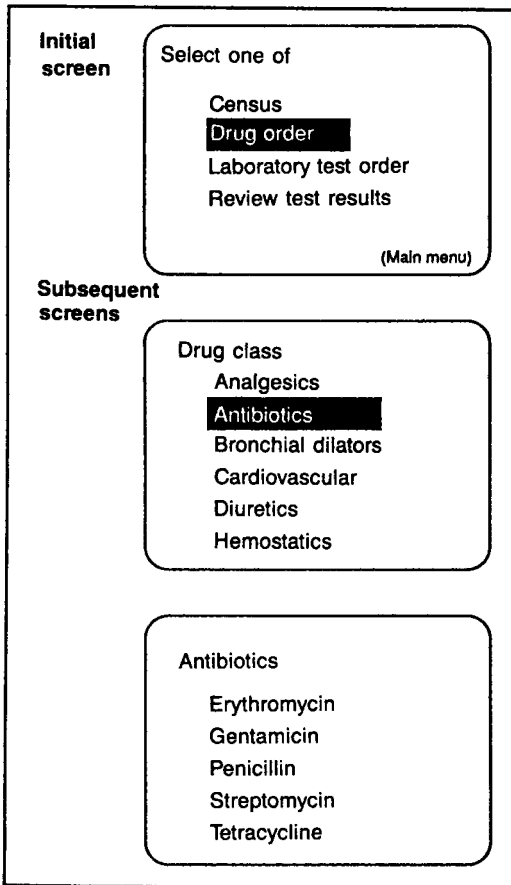 Initial
screen
Select one of
Census
Drug order
Laboratory test order
Review test results
(Main menu)
Subsequent
screens
Drug class
Analgesics
Antibiotics
Bronchial dilators
Cardiovascular
Diuretics
Hemostatics
Antibiotics
Erythromycin
Gentamicin
Penicillin
Streptomycin
Tetracycline